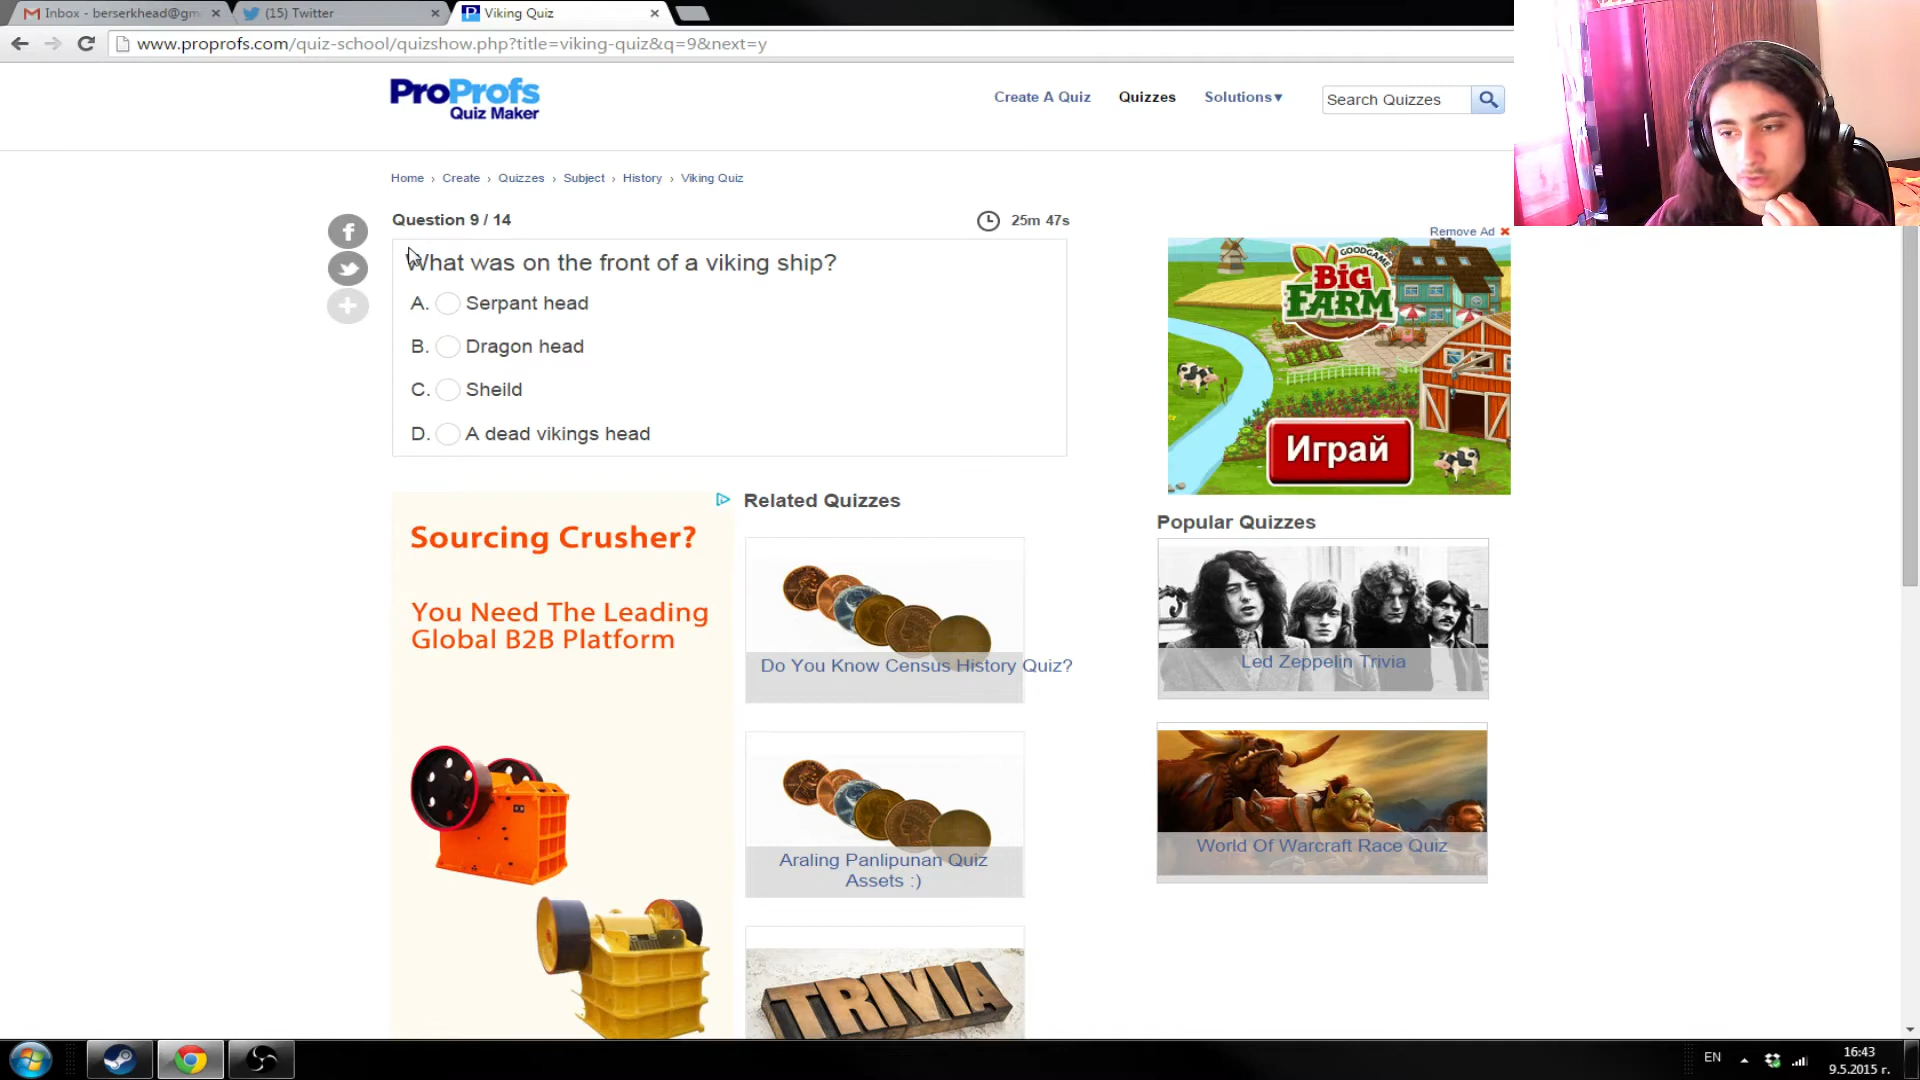 Inbox - berserkhead@gm
(15) Twitter
Viking Quiz
www.proprofs.com/quiz-school/quizshow.php?title=viking-quiz&q=9&next=y
ProProfs
Quiz Maker
Create A Quiz
Quizzes
Solutions▾
Search Quizzes
Home › Create › Quizzes › Subject › History › Viking Quiz
Question 9 / 14
25m 47s
What was on the front of a viking ship?
A. Serpant head
B. Dragon head
C. Sheild
D. A dead vikings head
Remove Ad
GOODGAME
BIG
FARM
Играй
Sourcing Crusher?
You Need The Leading
Global B2B Platform
Related Quizzes
Do You Know Census History Quiz?
Araling Panlipunan Quiz
Assets :)
TRIVIA
Popular Quizzes
Led Zeppelin Trivia
World Of Warcraft Race Quiz
EN
16:43
9.5.2015 г.